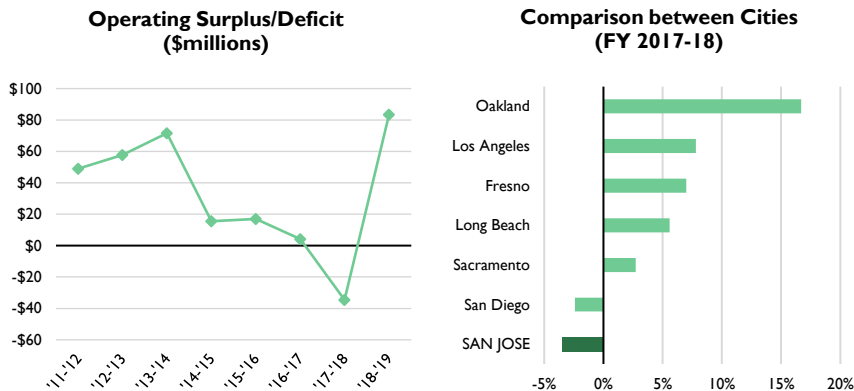 Operating Surplus/Deficit
($millions)
$100
$80
$60
$40
$20
$0
-$20
-$40
-$60
'11-'12
'12-'13
'13-'14
'14-'15
'15-'16
'16-'17
'17-'18
'18-'19
Comparison between Cities
(FY 2017-18)
Oakland
Los Angeles
Fresno
Long Beach
Sacramento
San Diego
SAN JOSE
-5% 0% 5% 10% 15% 20%